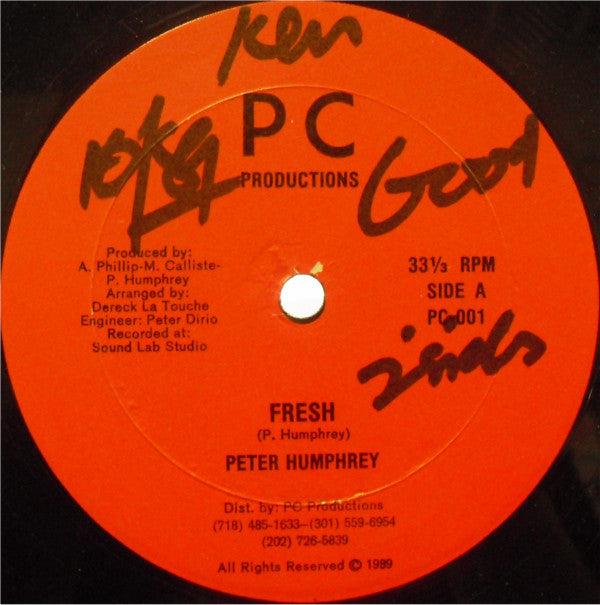 Ken
PC
PRODUCTIONS
Good
Produced by:
A. Phillip-M. Calliste-
P. Humphrey
Arranged by:
Dereck La Touche
Engineer: Peter Dirio
Recorded at:
Sound Lab Studio
33⅓ RPM
SIDE A
PC-001
FRESH
(P. Humphrey)
PETER HUMPHREY
Dist. by: PC Productions
(718) 485-1633–(301) 559-6954
(202) 726-5839
All Rights Reserved © 1989